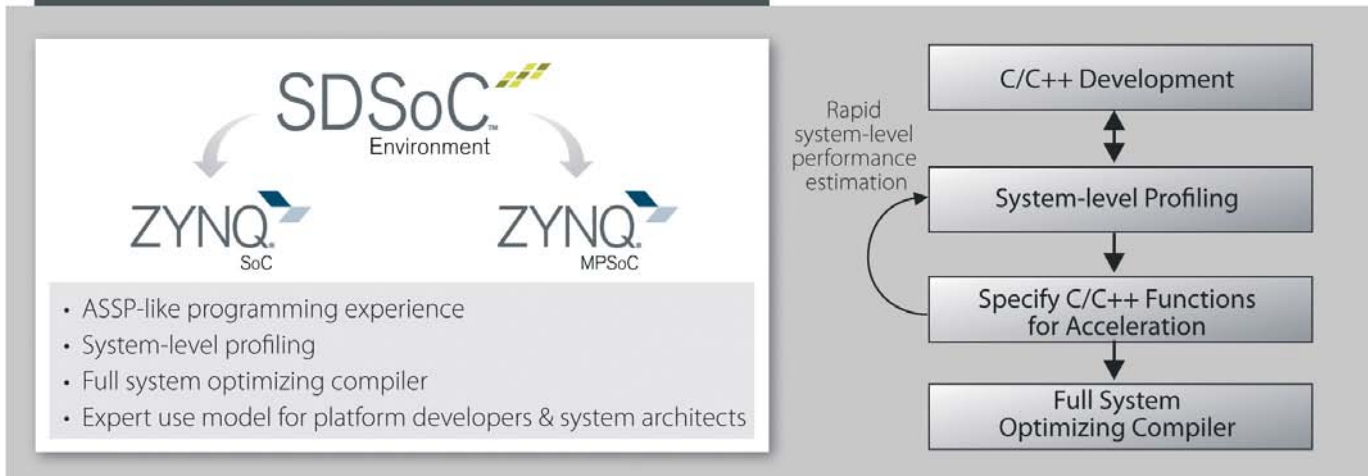 SDSoC™
Environment
ZYNQ®
SoC
ZYNQ®
MPSoC
• ASSP-like programming experience
• System-level profiling
• Full system optimizing compiler
• Expert use model for platform developers & system architects
C/C++ Development
Rapid
system-level
performance
estimation
System-level Profiling
Specify C/C++ Functions
for Acceleration
Full System
Optimizing Compiler